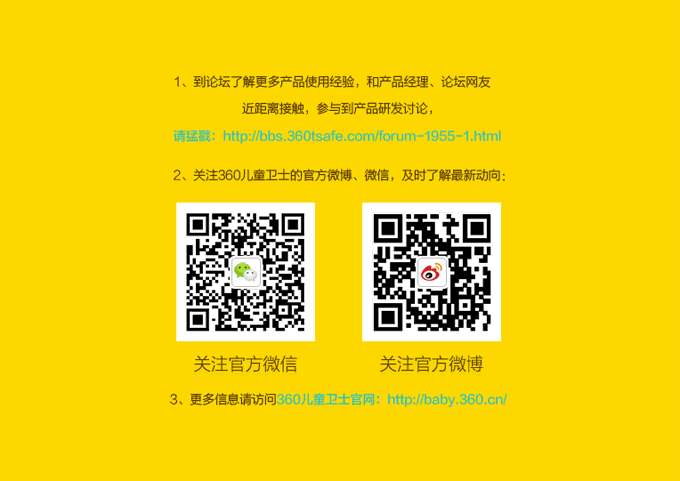 1、到论坛了解更多产品使用经验，和产品经理、论坛网友
近距离接触，参与到产品研发讨论，
请猛戳：http://bbs.360tsafe.com/forum-1955-1.html
2、关注360儿童卫士的官方微博、微信，及时了解最新动向：
关注官方微信 关注官方微博
3、更多信息请访问360儿童卫士官网：http://baby.360.cn/